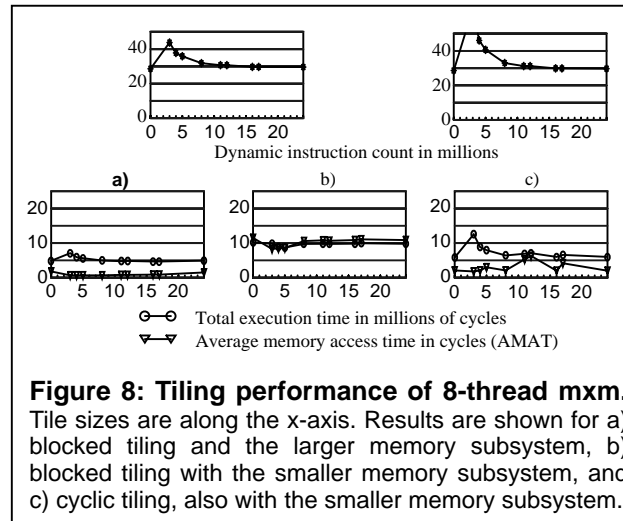 40
20
0
0 5 10 15 20
40
20
0
0 5 10 15 20
Dynamic instruction count in millions
a) b) c)
20
10
0
0 5 10 15 20
20
10
0
0 5 10 15 20
20
10
0
0 5 10 15 20
Total execution time in millions of cycles
Average memory access time in cycles (AMAT)
Figure 8: Tiling performance of 8-thread mxm.
Tile sizes are along the x-axis. Results are shown for a)
blocked tiling and the larger memory subsystem, b)
blocked tiling with the smaller memory subsystem, and
c) cyclic tiling, also with the smaller memory subsystem.